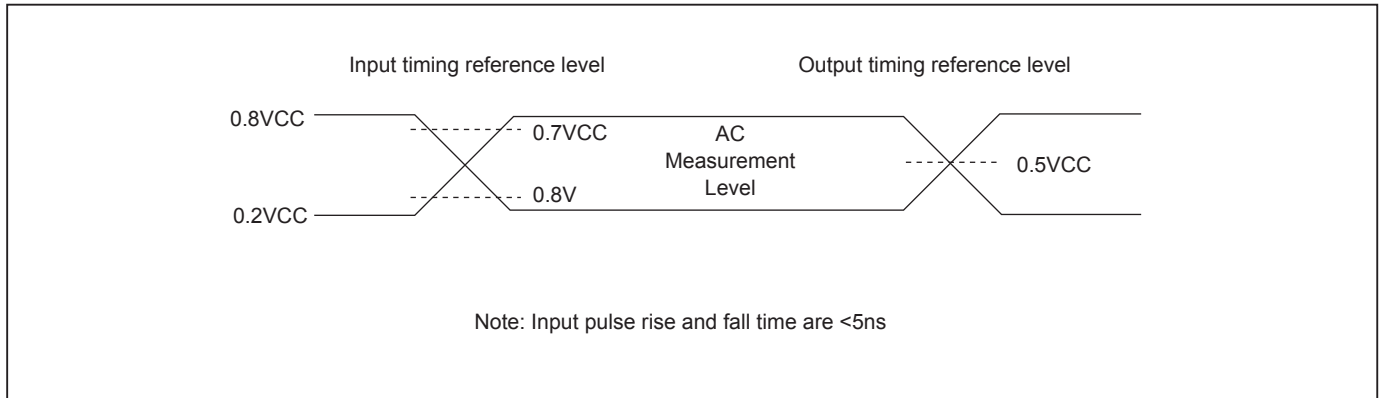 Input timing reference level
Output timing reference level
0.8VCC
0.7VCC
AC
Measurement
Level
0.5VCC
0.8V
0.2VCC
Note: Input pulse rise and fall time are <5ns